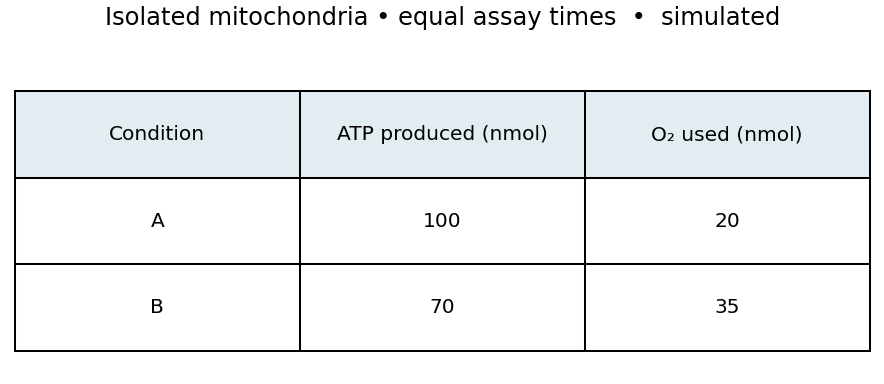 Isolated mitochondria • equal assay times • simulated
Condition ATP produced (nmol) O₂ used (nmol)
A 100 20
B 70 35